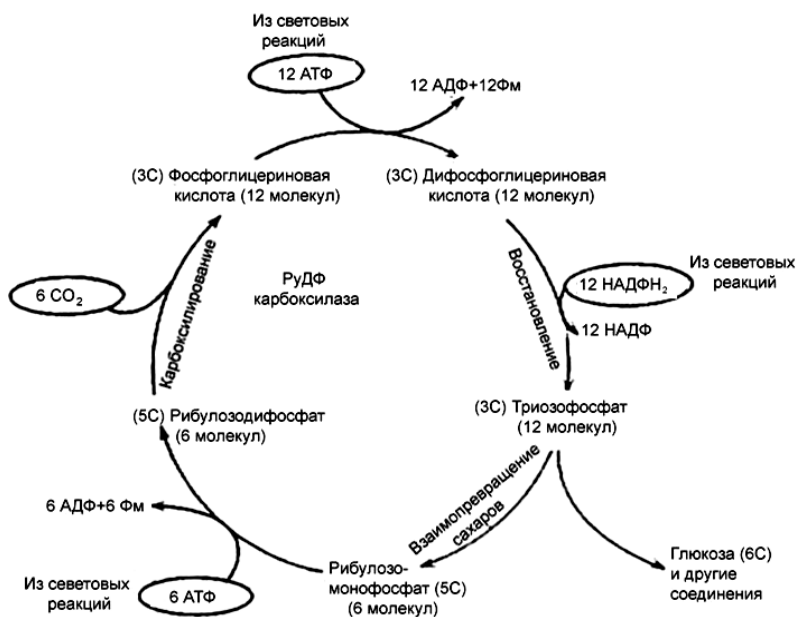 Из световых
реакций
12 АТФ
12 АДФ+12Фм
(3С) Фосфоглицериновая
кислота (12 молекул)
(3С) Дифосфоглицериновая
кислота (12 молекул)
Карбоксилирование
6 CO₂
РуДФ
карбоксилаза
Восстановление
Из севетовых
реакций
12 НАДФН₂
12 НАДФ
(5С) Рибулозодифосфат
(6 молекул)
(3С) Триозофосфат
(12 молекул)
Взаимопревращение
сахаров
6 АДФ+6 Фм
Из севетовых
реакций
6 АТФ
Рибулозо-
монофосфат (5С)
(6 молекул)
Глюкоза (6С)
и другие
соединения